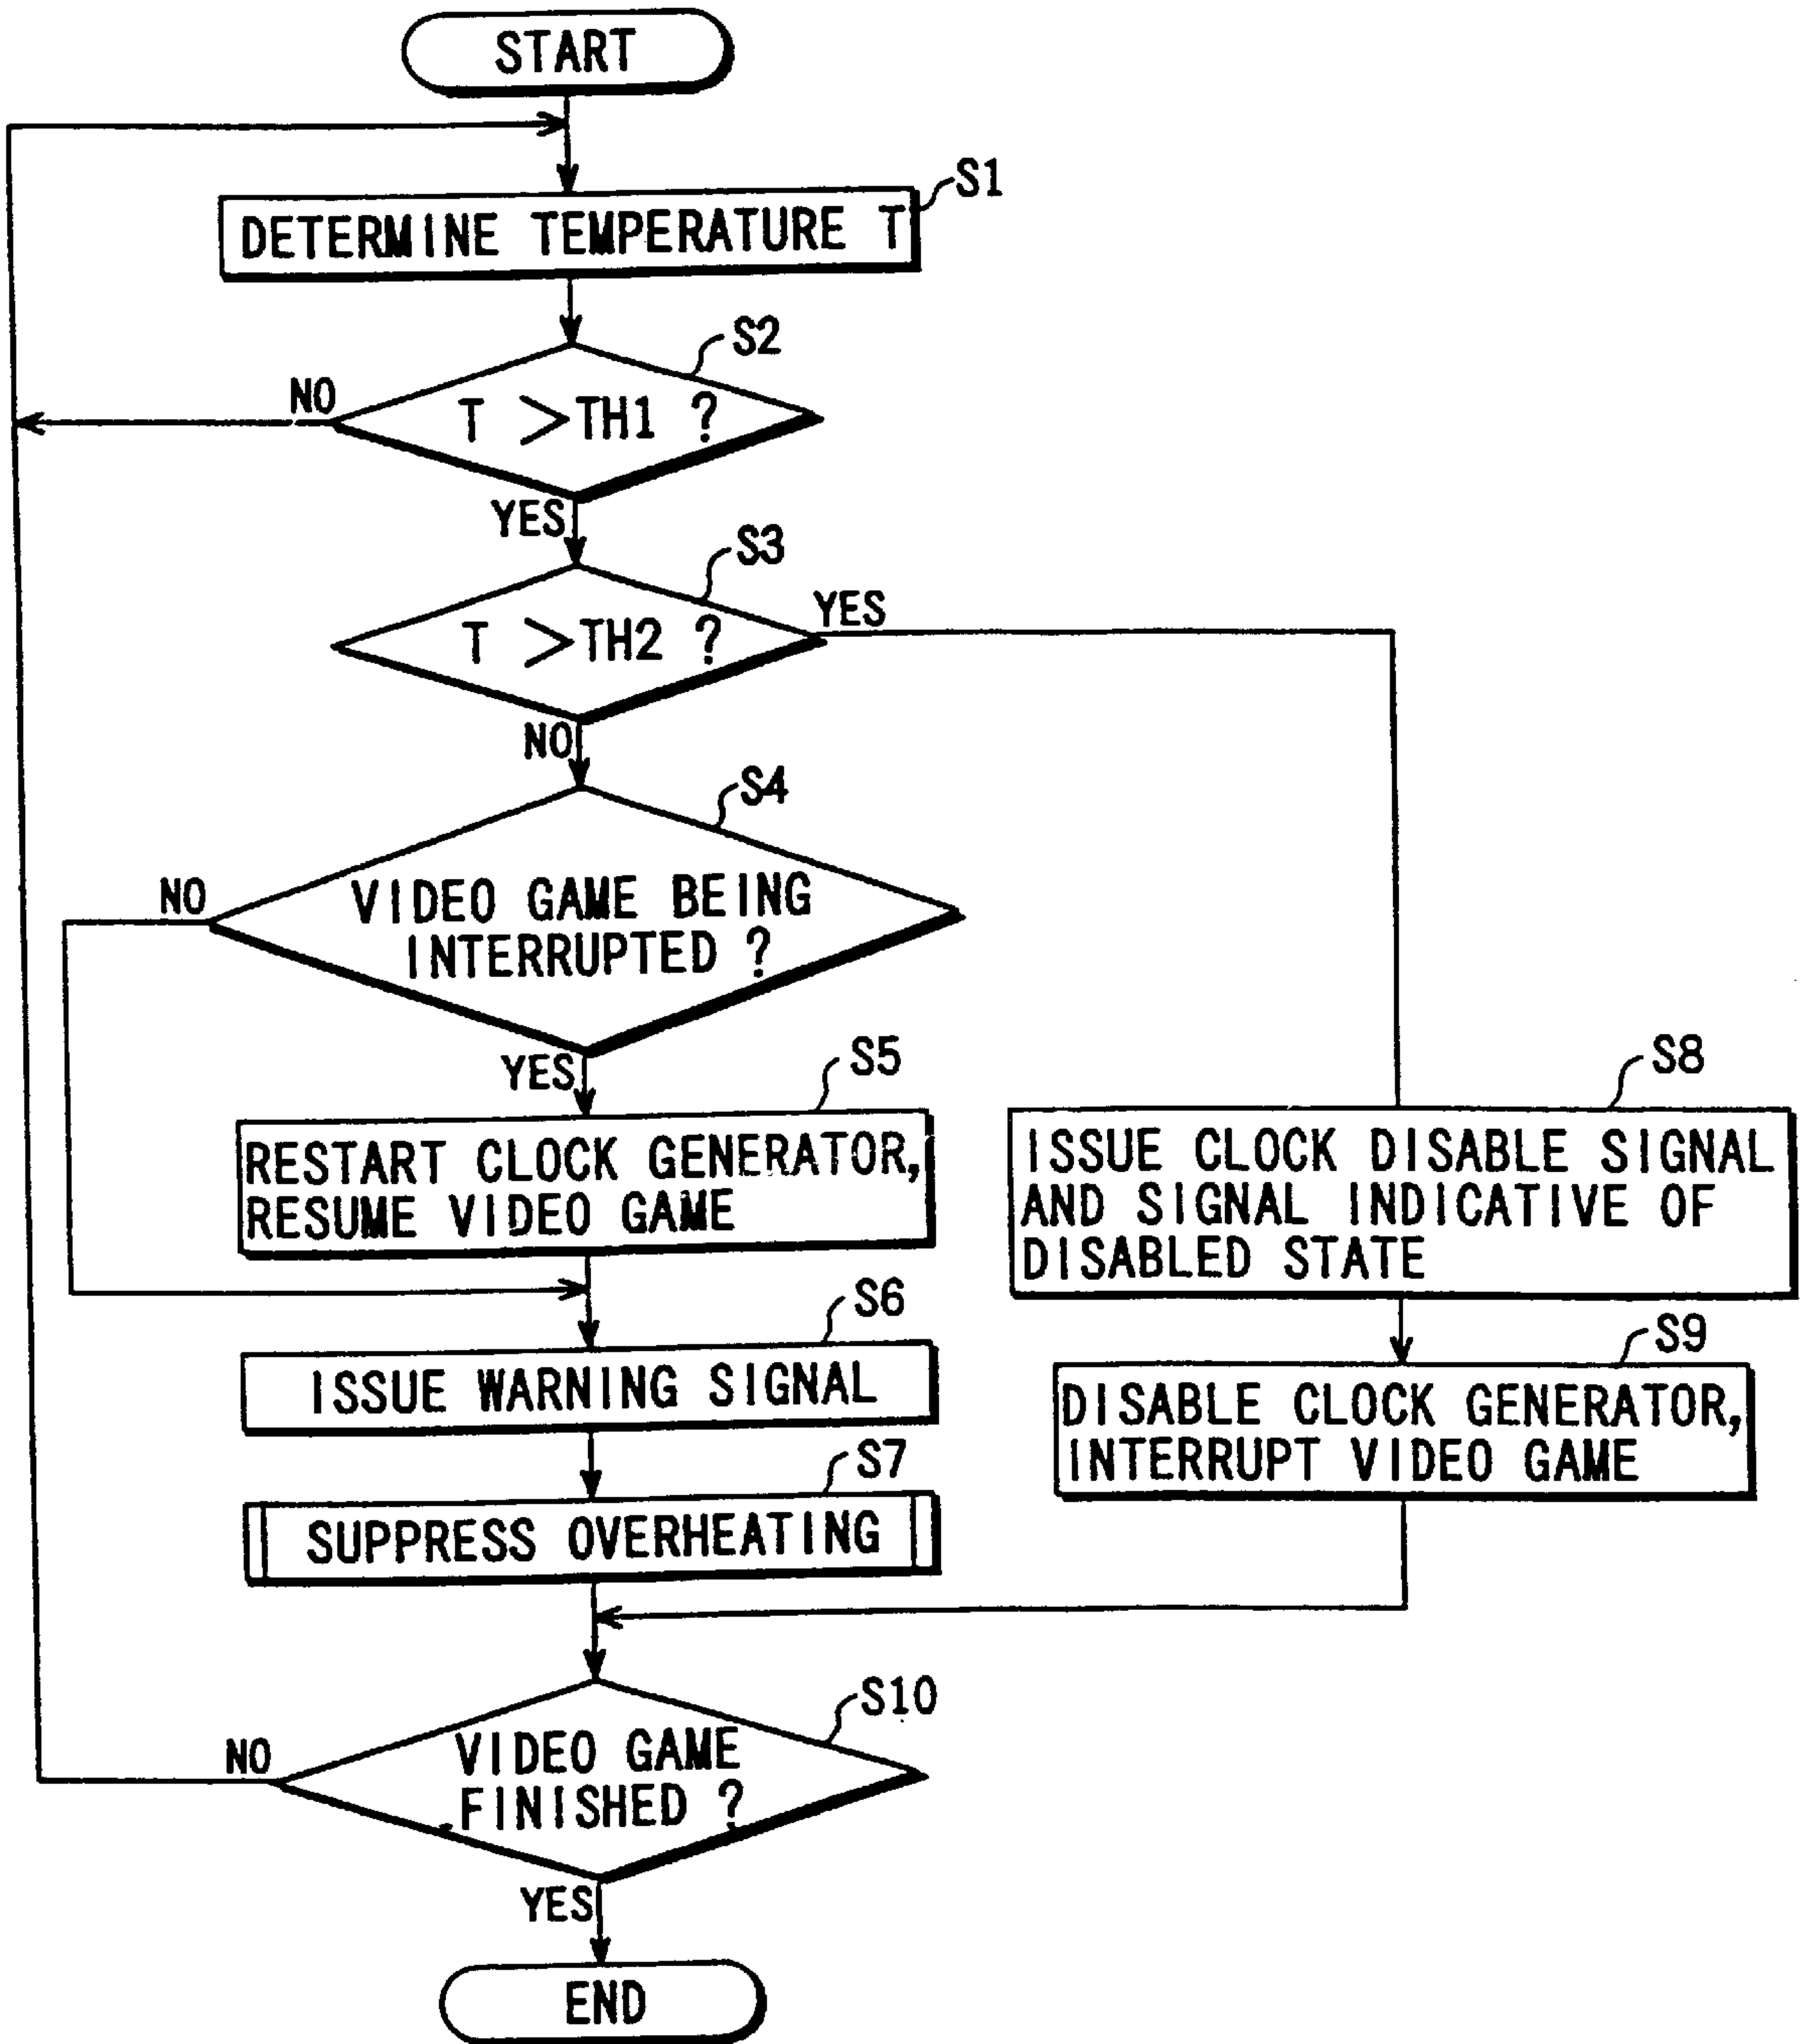 START
DETERMINE TEMPERATURE T
S1
S2
T >TH1 ?
NO
YES
S3
T >TH2 ?
YES
NO
S4
VIDEO GAME BEING
INTERRUPTED ?
NO
YES
S5
RESTART CLOCK GENERATOR,
RESUME VIDEO GAME
S8
ISSUE CLOCK DISABLE SIGNAL
AND SIGNAL INDICATIVE OF
DISABLED STATE
S6
ISSUE WARNING SIGNAL
S9
DISABLE CLOCK GENERATOR,
INTERRUPT VIDEO GAME
S7
SUPPRESS OVERHEATING
S10
VIDEO GAME
FINISHED ?
NO
YES
END